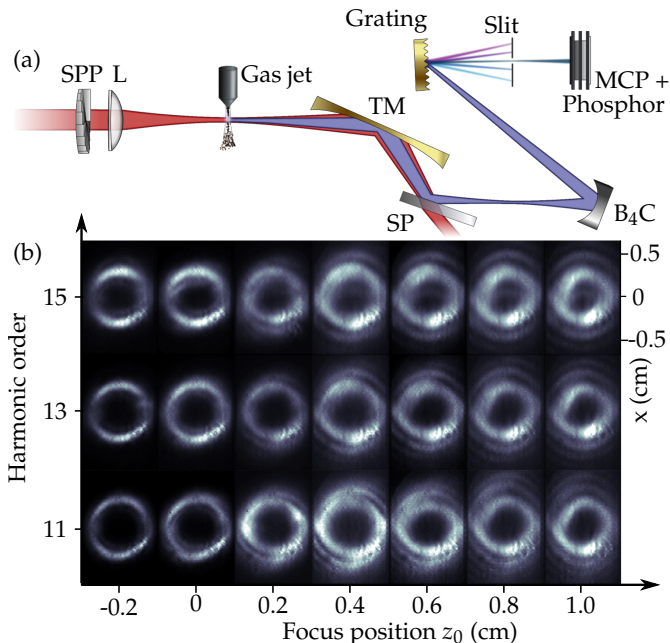 (a)
SPP L
Gas jet
TM
SP
Grating
Slit
MCP +
Phosphor
B₄C
(b)
Harmonic order
15
13
11
-0.5
0
-0.5
x (cm)
-0.2 0 0.2 0.4 0.6 0.8 1.0
Focus position z₀ (cm)